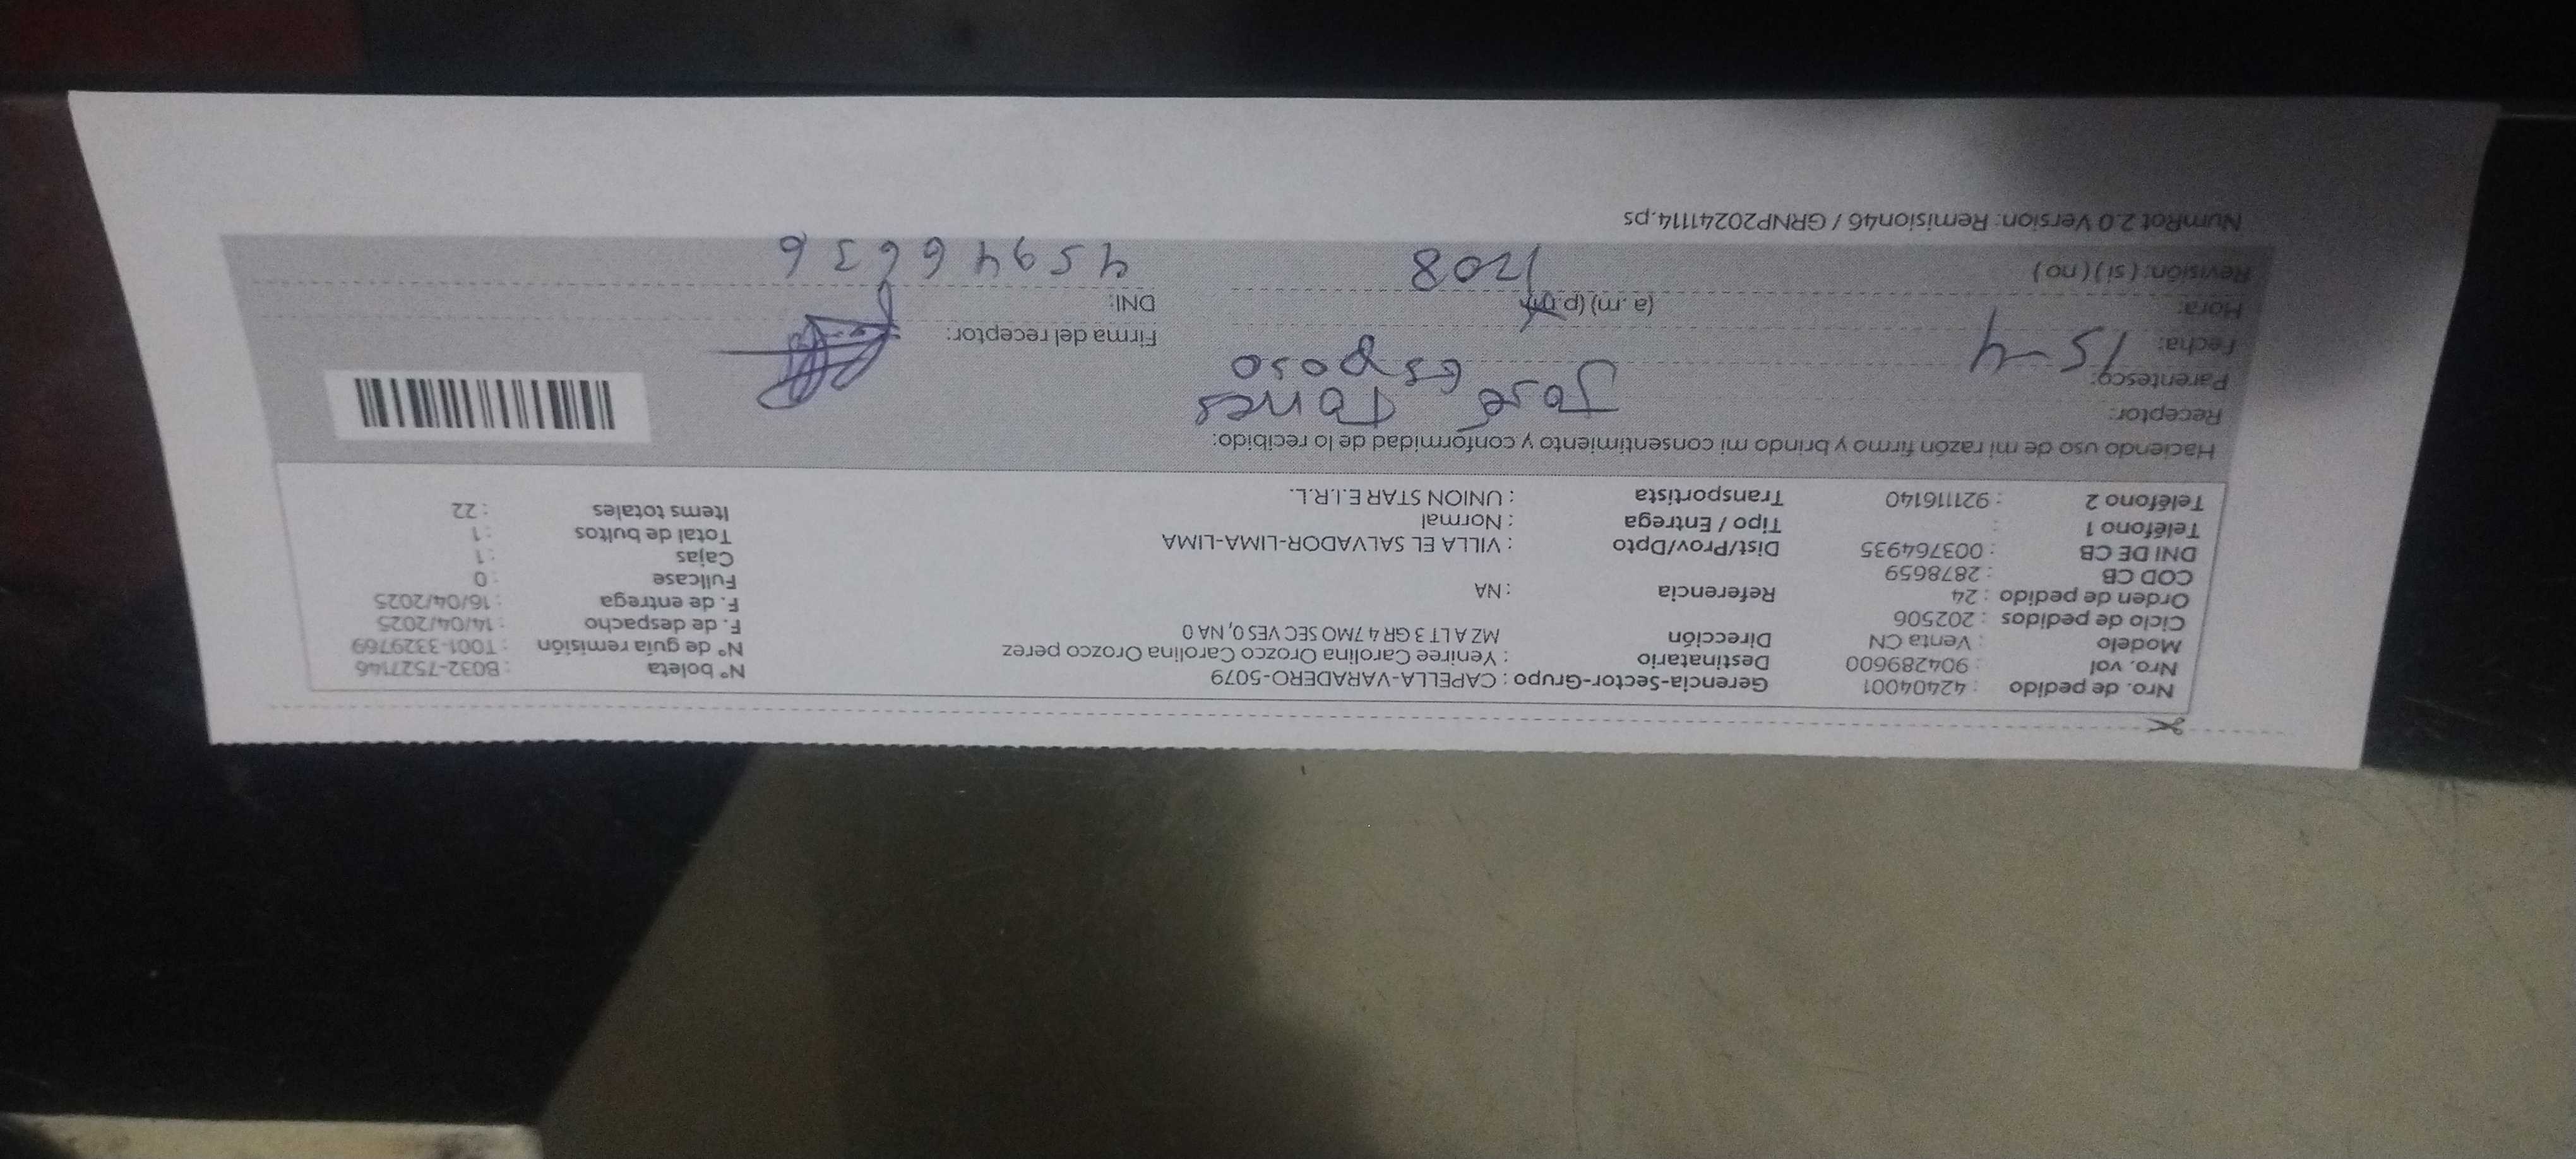 Nro. de pedido : 42404001 Gerencia-Sector-Grupo : CAPELLA-VARADERO-5079 N° boleta : B032-7527146
Nro. vol : 904289600 Destinatario : Yeniree Carolina Orozco Carolina Orozco perez N° de guía remisión : T001-3329769
Modelo : Venta CN Dirección MZ A LT 3 GR 4 7MO SEC VES 0, NA 0 F. de despacho : 14/04/2025
Ciclo de pedidos : 202506 F. de entrega : 16/04/2025
Orden de pedido : 24 Referencia : NA Fullcase : 0
COD CB : 2878659 Cajas : 1
DNI DE CB : 003764935 Dist/Prov/Dpto : VILLA EL SALVADOR-LIMA-LIMA Total de bultos : 1
Teléfono 1 : Tipo / Entrega : Normal Items totales : 22
Teléfono 2 : 921116140 Transportista : UNION STAR E.I.R.L.
Haciendo uso de mi razón firmo y brindo mi consentimiento y conformidad de lo recibido:
Receptor: José Torres
Parentesco: esposo
Fecha: 15-4 Firma del receptor:
Hora: (a.m) (p.m) 1208 DNI: 45946636
Revisión: (si) (no)
NumRot 2.0 Version: Remision46 / GRNP20241114.ps